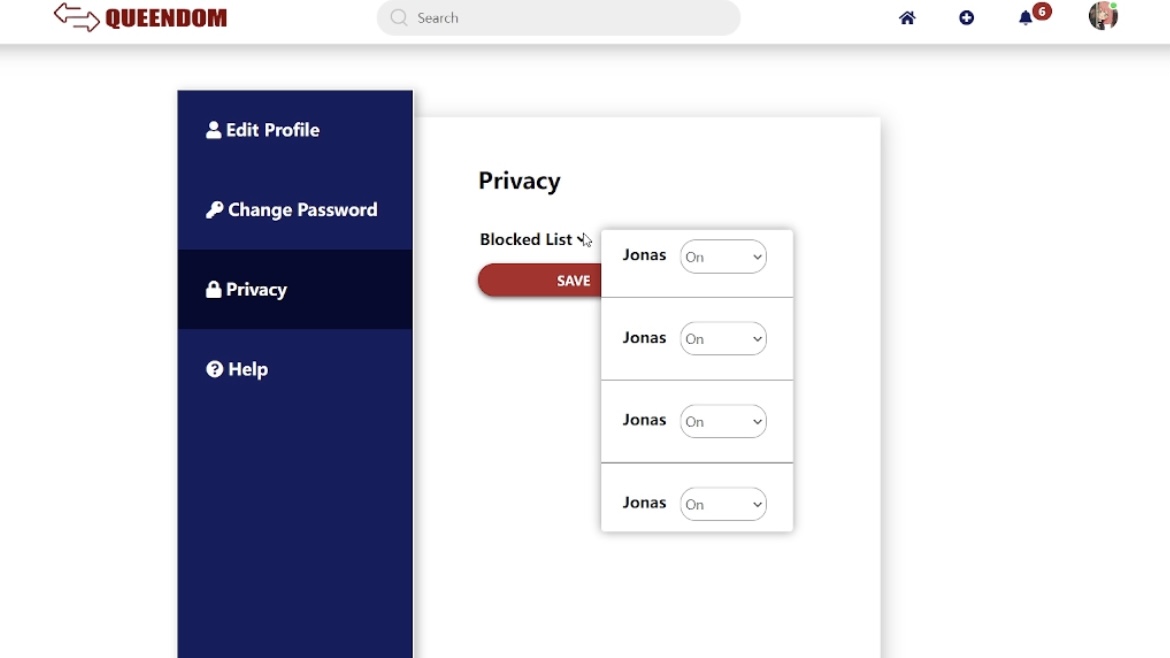 QUEENDOM
Search
6
Edit Profile
Change Password
Privacy
Help
Privacy
Blocked List
SAVE
Jonas On
Jonas On
Jonas On
Jonas On